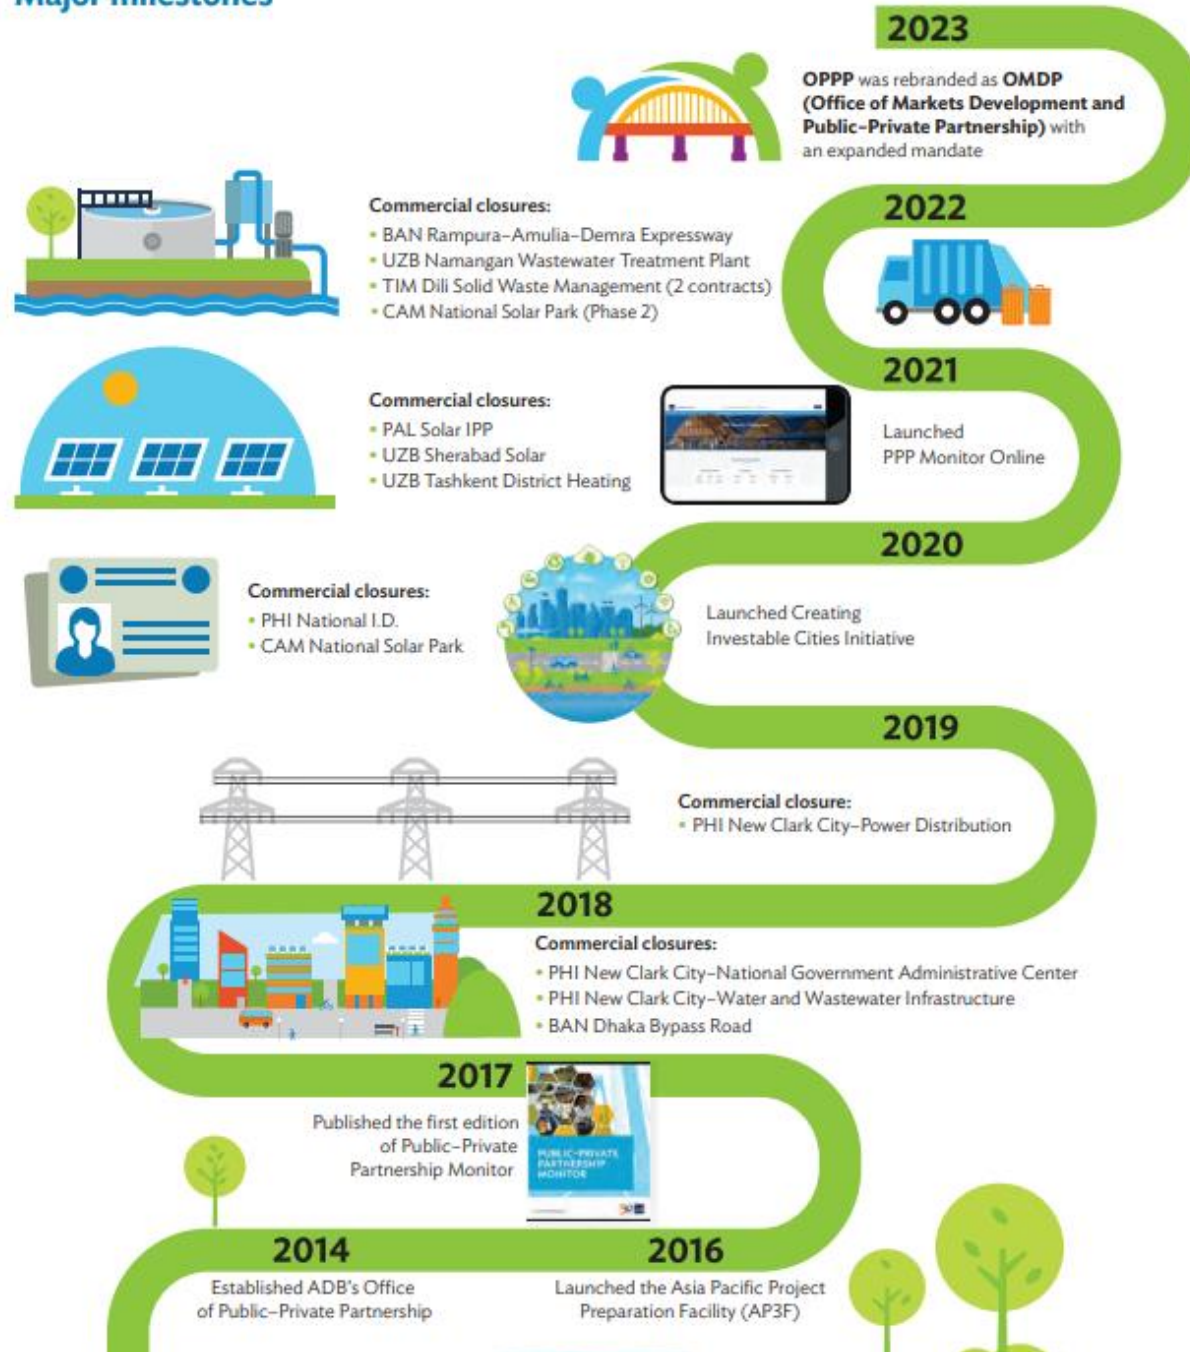 Major milestones
2023
OPPP was rebranded as OMDP
(Office of Markets Development and
Public–Private Partnership) with
an expanded mandate
2022
Commercial closures:
• BAN Rampura–Amulia–Demra Expressway
• UZB Namangan Wastewater Treatment Plant
• TIM Dili Solid Waste Management (2 contracts)
• CAM National Solar Park (Phase 2)
2021
Commercial closures:
• PAL Solar IPP
• UZB Sherabad Solar
• UZB Tashkent District Heating
Launched
PPP Monitor Online
2020
Commercial closures:
• PHI National I.D.
• CAM National Solar Park
Launched Creating
Investable Cities Initiative
2019
Commercial closure:
• PHI New Clark City–Power Distribution
2018
Commercial closures:
• PHI New Clark City–National Government Administrative Center
• PHI New Clark City–Water and Wastewater Infrastructure
• BAN Dhaka Bypass Road
2017
Published the first edition
of Public–Private
Partnership Monitor
PUBLIC–PRIVATE
PARTNERSHIP
MONITOR
2014
Established ADB's Office
of Public–Private Partnership
2016
Launched the Asia Pacific Project
Preparation Facility (AP3F)